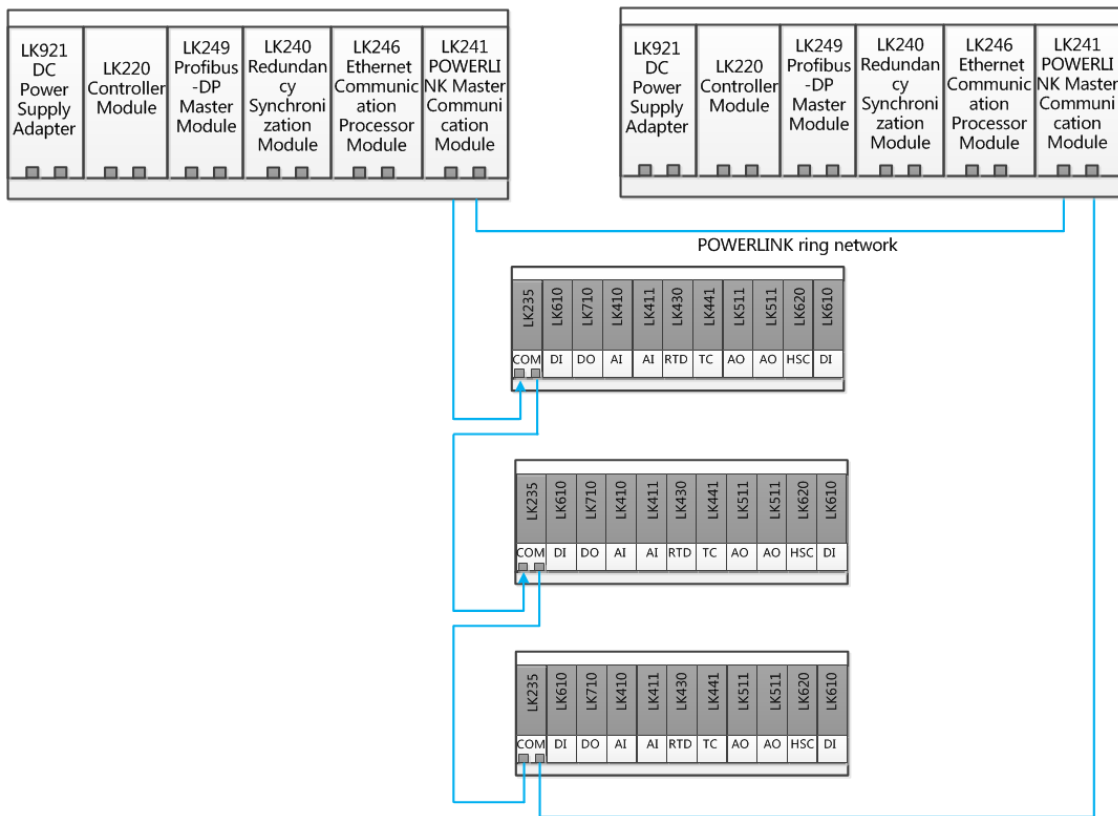 LK921
DC
Power
Supply
Adapter
LK220
Controller
Module
LK249
Profibus
-DP
Master
Module
LK240
Redundan
cy
Synchroni
zation
Module
LK246
Ethernet
Communic
ation
Processor
Module
LK241
POWERLI
NK Master
Communi
cation
Module
LK921
DC
Power
Supply
Adapter
LK220
Controller
Module
LK249
Profibus
-DP
Master
Module
LK240
Redundan
cy
Synchroni
zation
Module
LK246
Ethernet
Communic
ation
Processor
Module
LK241
POWERLI
NK Master
Communi
cation
Module
POWERLINK ring network
LK235
LK610
LK710
LK410
LK411
LK430
LK441
LK511
LK511
LK620
LK610
COM DI DO AI AI RTD TC AO AO HSC DI
LK235
LK610
LK710
LK410
LK411
LK430
LK441
LK511
LK511
LK620
LK610
COM DI DO AI AI RTD TC AO AO HSC DI
LK235
LK610
LK710
LK410
LK411
LK430
LK441
LK511
LK511
LK620
LK610
COM DI DO AI AI RTD TC AO AO HSC DI